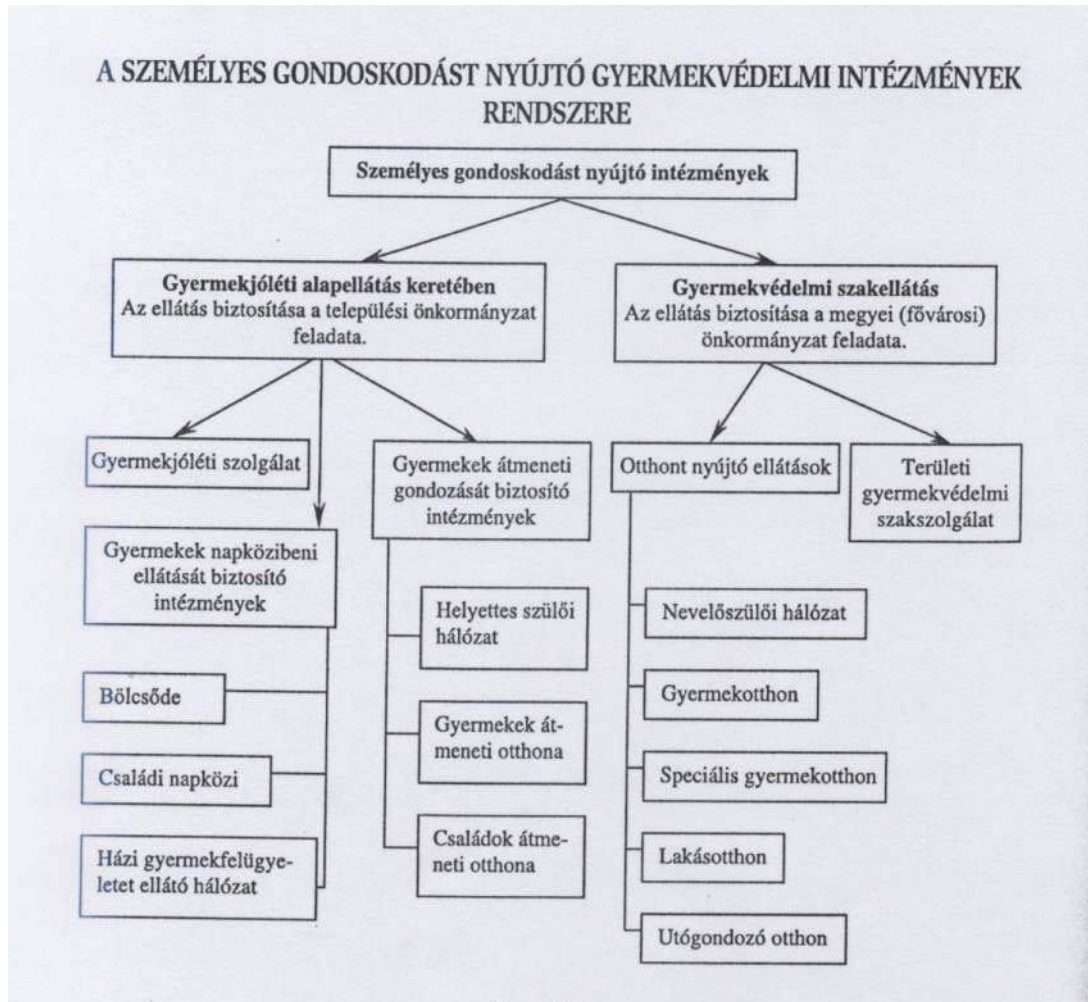 A SZEMÉLYES GONDOSKODÁST NYÚJTÓ GYERMEKVÉDELMI INTÉZMÉNYEK
RENDSZERE
Személyes gondoskodást nyújtó intézmények
Gyermekjóléti alapellátás keretében
Az ellátás biztosítása a települési önkormányzat
feladata.
Gyermekvédelmi szakellátás
Az ellátás biztosítása a megyei (fővárosi)
önkormányzat feladata.
Gyermekjóléti szolgálat
Gyermekek napközibeni
ellátását biztosító
intézmények
Bölcsőde
Családi napközi
Házi gyermekfelügye-
letet ellátó hálózat
Gyermekek átmeneti
gondozását biztosító
intézmények
Helyettes szülői
hálózat
Gyermekek át-
meneti otthona
Családok átme-
neti otthona
Otthont nyújtó ellátások
Nevelőszülői hálózat
Gyermekotthon
Speciális gyermekotthon
Lakásotthon
Utógondozó otthon
Területi
gyermekvédelmi
szakszolgálat